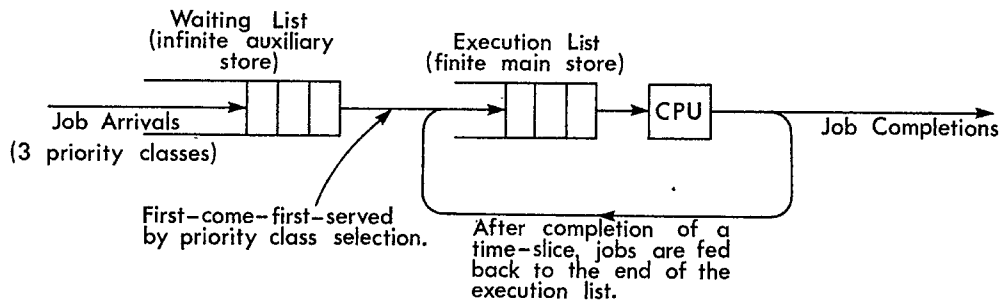 Waiting List
(infinite auxiliary
store)
Execution List
(finite main store)
CPU
Job Arrivals
(3 priority classes)
Job Completions
First-come-first-served
by priority class selection.
After completion of a
time-slice, jobs are fed
back to the end of the
execution list.